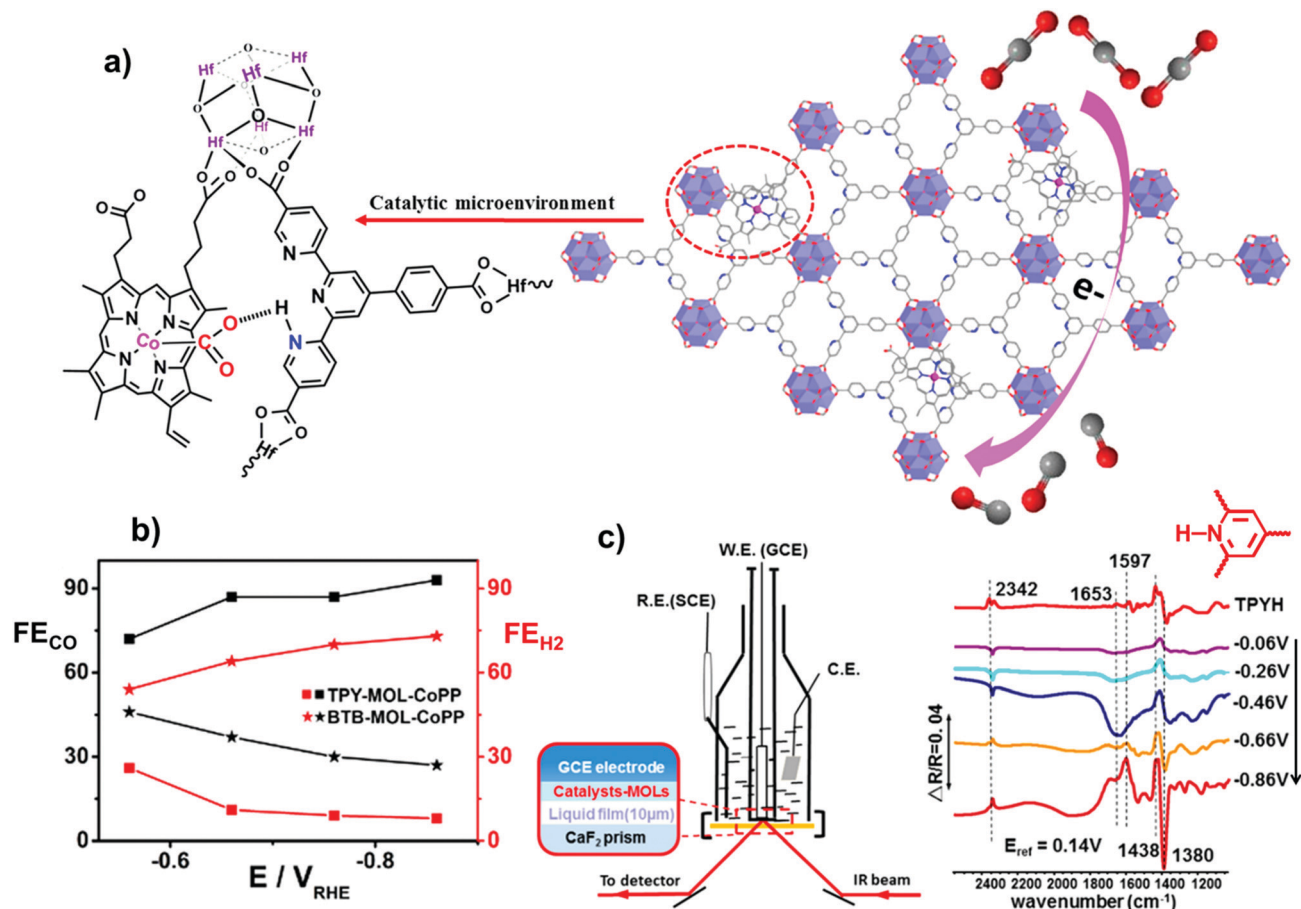 a)
Hf
Hf
Hf
Hf
O
O
O
O
O
O
Hf
Hf
Hf
O
O
O
O
O
O
O
N
N
N
H
N
N
N
N
Co
C
O
O
O
O
Hf
O
O
Hf
Catalytic microenvironment
e-
b)
90
60
30
0
FE_CO
90
60
30
0
FE_H2
TPY-MOL-CoPP
BTB-MOL-CoPP
-0.6
-0.8
E / V_RHE
c)
W.E. (GCE)
R.E.(SCE)
C.E.
GCE electrode
Catalysts-MOLs
Liquid film(10μm)
CaF₂ prism
To detector
IR beam
H-N
2342
1653
1597
TPYH
-0.06V
-0.26V
-0.46V
-0.66V
-0.86V
△R/R=0.04
E_ref = 0.14V
1438
1380
2400 2200 2000 1800 1600 1400 1200
wavenumber (cm⁻¹)